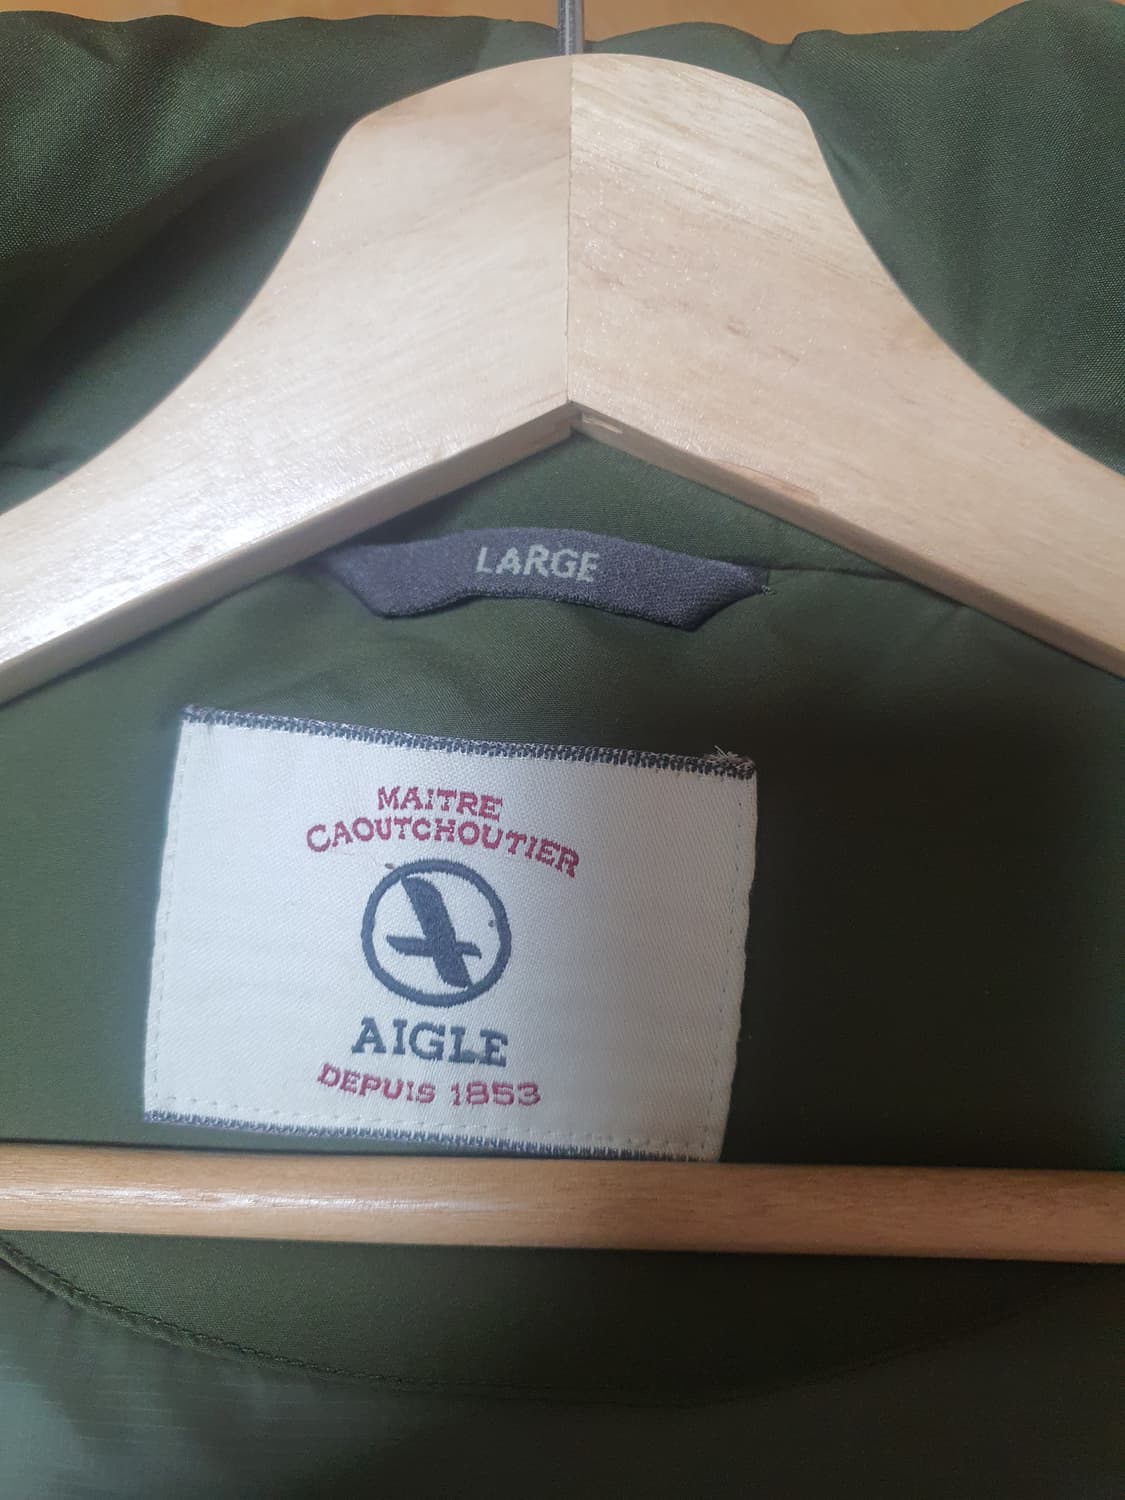 LARGE
MAITRE
CAOUTCHOUTIER
AIGLE
DEPUIS 1853